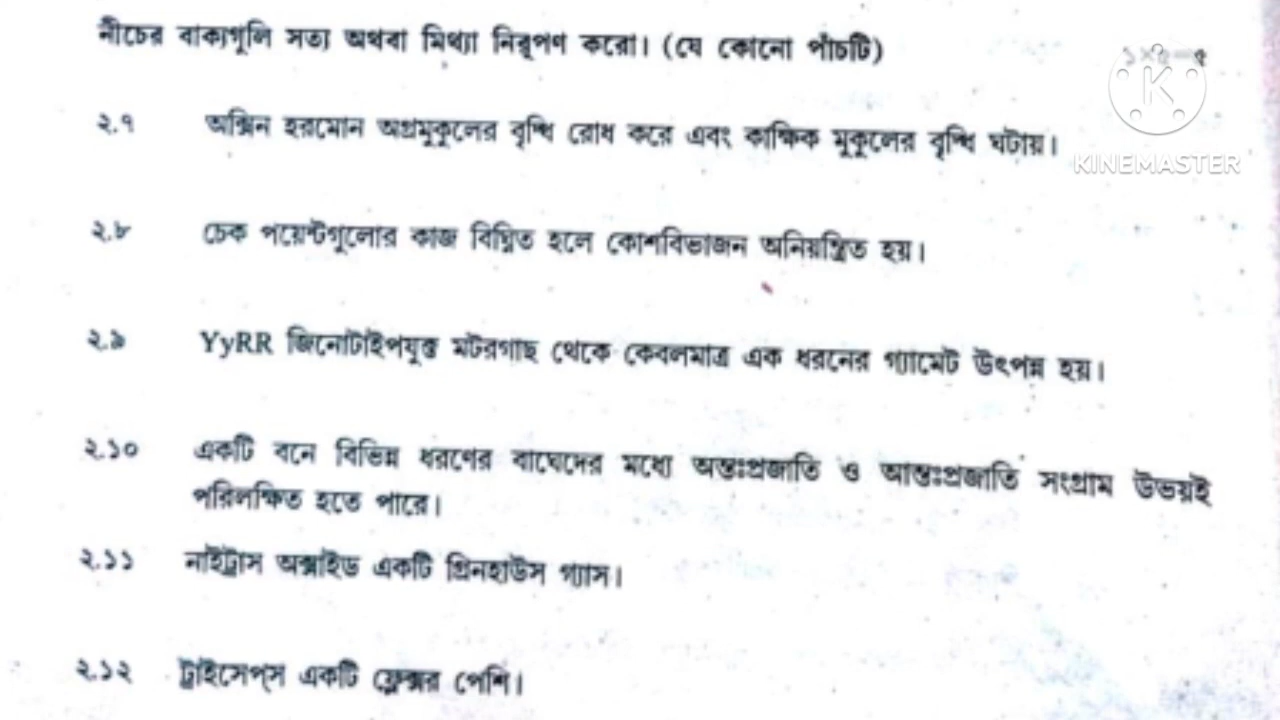 নীচের বাক্যগুলি সত্য অথবা মিথ্যা নিরূপণ করো। (যে কোনো পাঁচটি) ১×৫=৫
২.৭ অক্সিন হরমোন অগ্রমুকুলের বৃদ্ধি রোধ করে এবং কাক্ষিক মুকুলের বৃদ্ধি ঘটায়।
KINEMASTER
২.৮ চেক পয়েন্টগুলোর কাজ বিঘ্নিত হলে কোশবিভাজন অনিয়ন্ত্রিত হয়।
২.৯ YyRR জিনোটাইপযুক্ত মটরগাছ থেকে কেবলমাত্র এক ধরনের গ্যামেট উৎপন্ন হয়।
২.১০ একটি বনে বিভিন্ন ধরণের বাঘেদের মধ্যে অন্তঃপ্রজাতি ও আন্তঃপ্রজাতি সংগ্রাম উভয়ই
পরিলক্ষিত হতে পারে।
২.১১ নাইট্রাস অক্সাইড একটি গ্রিনহাউস গ্যাস।
২.১২ ট্রাইসেপ্‌স একটি ফ্লেক্সর পেশি।